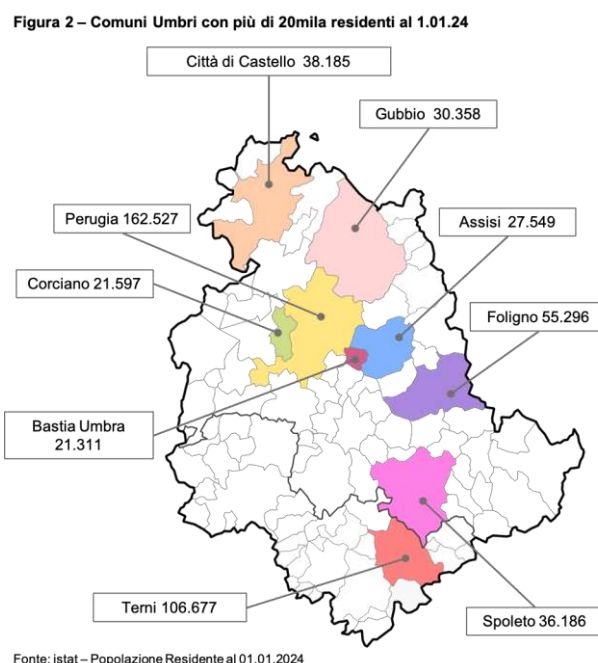 Figura 2 – Comuni Umbri con più di 20mila residenti al 1.01.24
Città di Castello 38.185
Gubbio 30.358
Perugia 162.527
Assisi 27.549
Corciano 21.597
Foligno 55.296
Bastia Umbra
21.311
Terni 106.677
Spoleto 36.186
Fonte: istat – Popolazione Residente al 01.01.2024